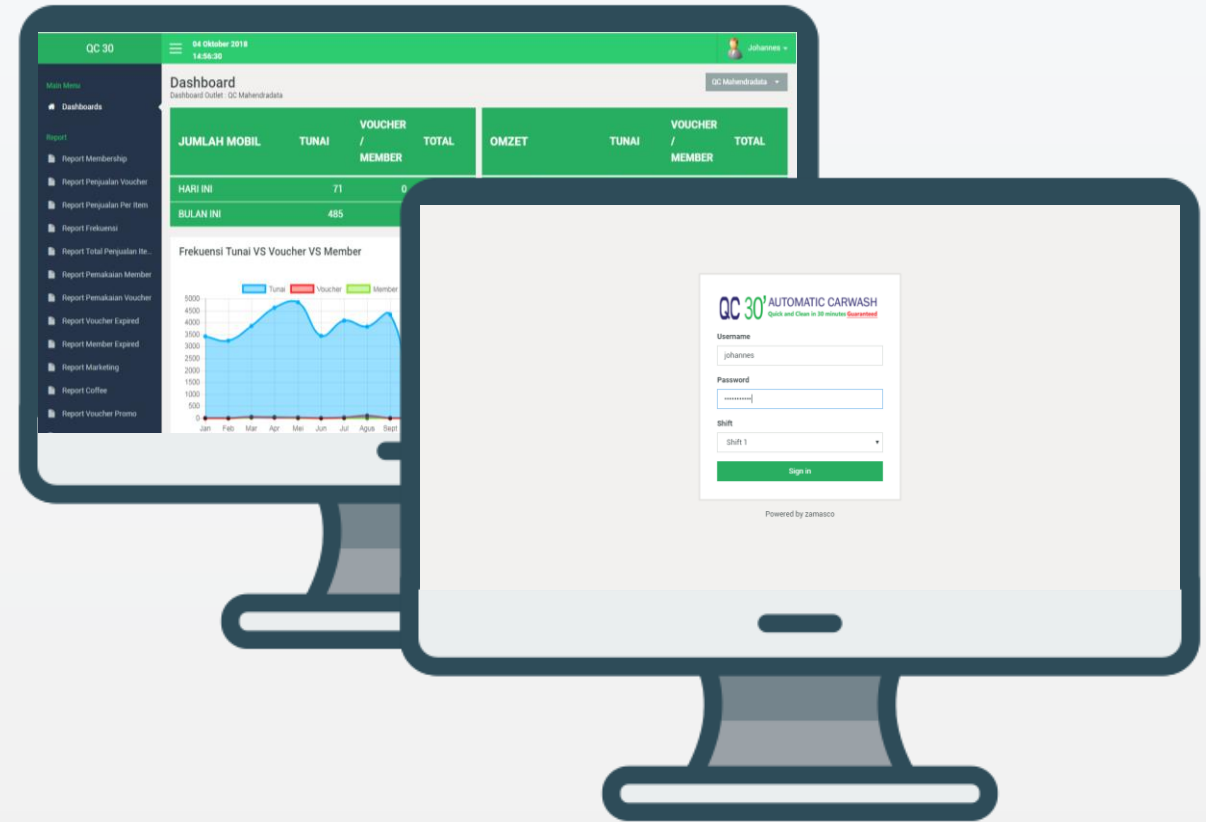 QC 30
04 Oktober 2018
14:56:30
Johannes
Main Menu
Dashboards
Report
Report Membership
Report Penjualan Voucher
Report Penjualan Per Item
Report Frekuensi
Report Total Penjualan Ite...
Report Pemakaian Member
Report Pemakaian Voucher
Report Voucher Expired
Report Member Expired
Report Marketing
Report Coffee
Report Voucher Promo
Dashboard
Dashboard Outlet : QC Mahendradata
QC Mahendradata
JUMLAH MOBIL TUNAI VOUCHER / MEMBER TOTAL
HARI INI 71 0
BULAN INI 485
OMZET TUNAI VOUCHER / MEMBER TOTAL
Frekuensi Tunai VS Voucher VS Member
Tunai Voucher Member
5000
4500
4000
3500
3000
2500
2000
1500
1000
500
0
Jan Feb Mar Apr Mei Jun Jul Agus Sept
QC 30' AUTOMATIC CARWASH
Quick and Clean in 30 minutes Guaranteed
Username
johannes
Password
Shift
Shift 1
Sign in
Powered by zamasco